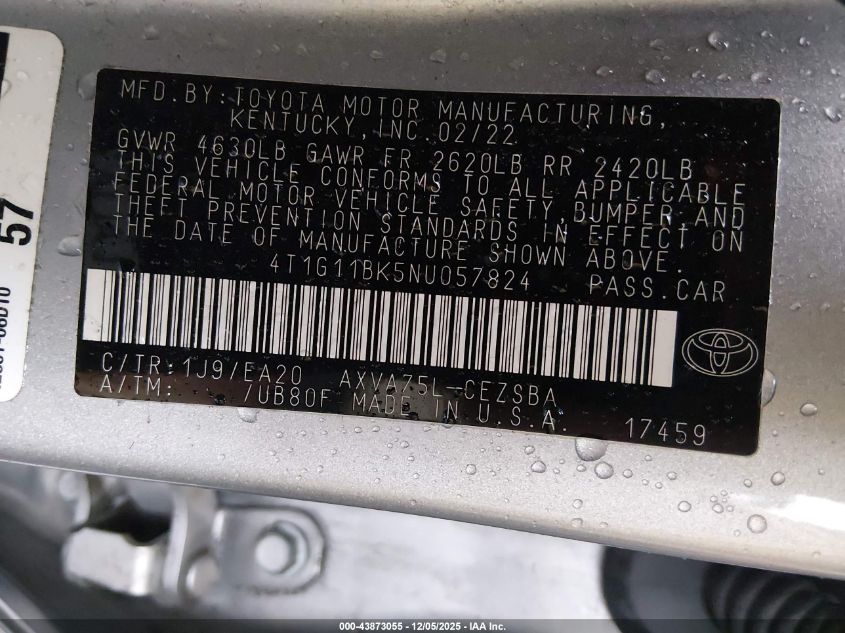 MFD.BY:TOYOTA MOTOR MANUFACTURING,
KENTUCKY,INC.02/22
GVWR 4630LB GAWR FR 2620LB RR 2420LB
THIS VEHICLE CONFORMS TO ALL APPLICABLE
FEDERAL MOTOR VEHICLE SAFETY,BUMPER AND
THEFT PREVENTION STANDARDS IN EFFECT ON
THE DATE OF MANUFACTURE SHOWN ABOVE.
4T1G11BK5NU057824 PASS.CAR
C/TR:1J9/EA20 AXVA75L-CEZSBA
A/TM: /UB80F MADE IN U.S.A. 17459
57
000-43873055 - 12/05/2025 - IAA Inc.